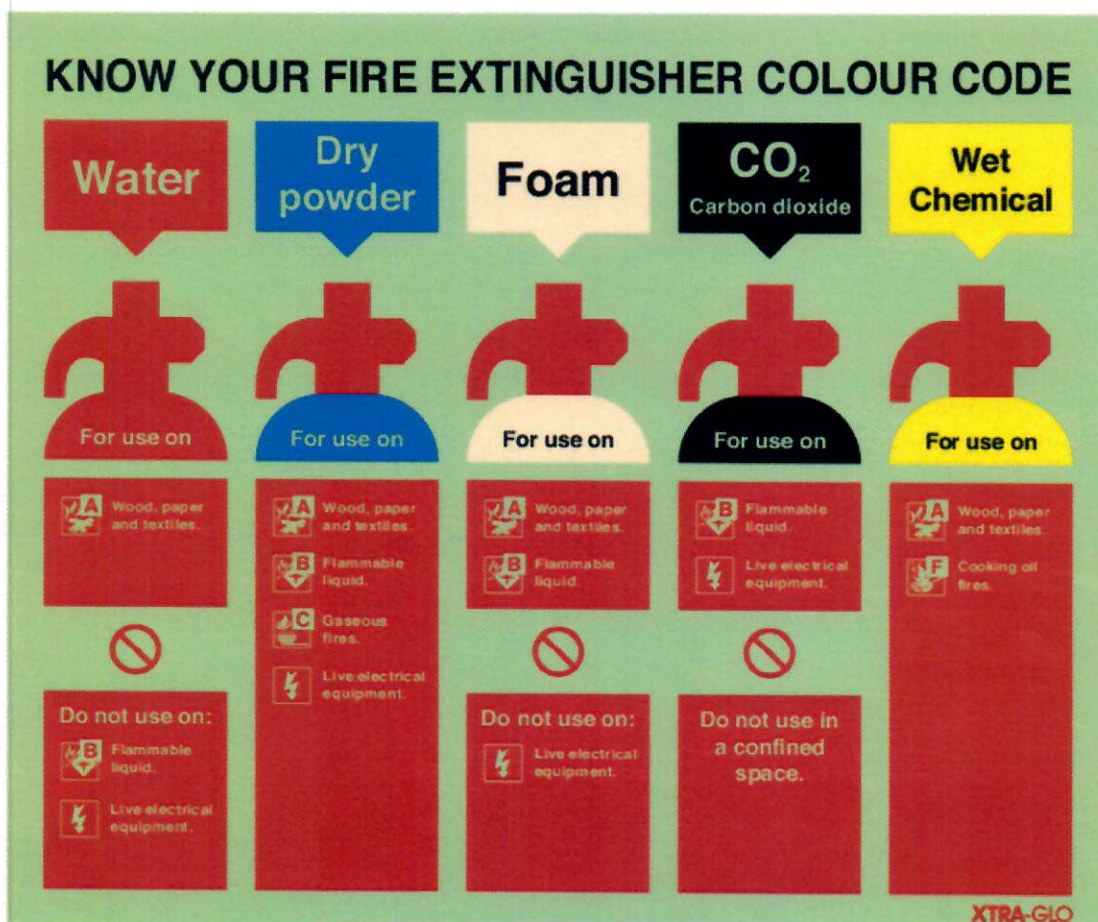 KNOW YOUR FIRE EXTINGUISHER COLOUR CODE
Water
Dry
powder
Foam
CO₂
Carbon dioxide
Wet
Chemical
For use on
For use on
For use on
For use on
For use on
A Wood, paper
and textiles.
Do not use on:
B Flammable
liquid.
Live electrical
equipment.
A Wood, paper
and textiles.
B Flammable
liquid.
C Gaseous
fires.
Live electrical
equipment.
A Wood, paper
and textiles.
B Flammable
liquid.
Do not use on:
Live electrical
equipment.
B Flammable
liquid.
Live electrical
equipment.
Do not use in
a confined
space.
A Wood, paper
and textiles.
F Cooking oil
fires.
XTRA-GLO